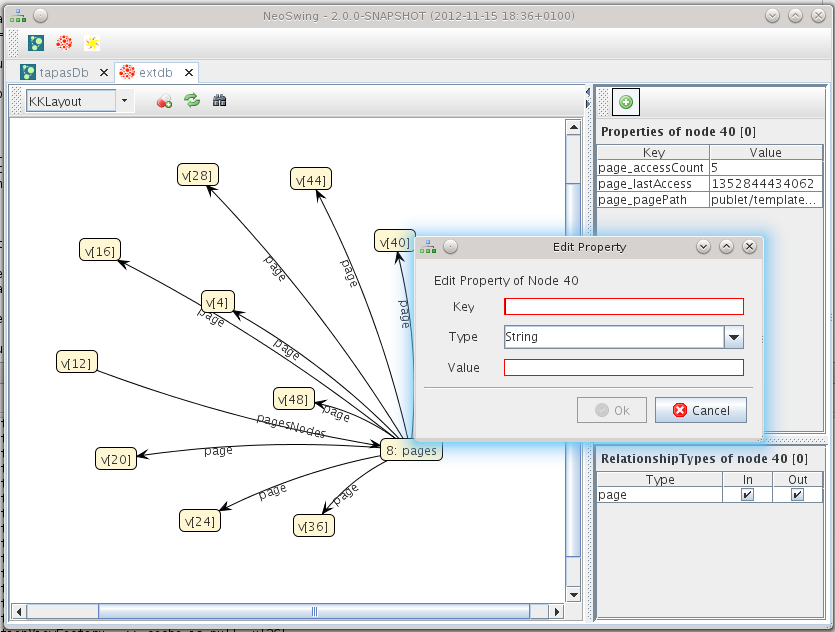 NeoSwing - 2.0.0-SNAPSHOT (2012-11-15 18:36+0100)
tapasDb
extdb
KKLayout
v[28]
v[44]
v[40]
v[16]
v[4]
v[12]
v[48]
v[20]
v[24]
v[36]
8: pages
page
page
page
page
page
page
pagesNodes
page
page
page
Properties of node 40 [0]
Key Value
page_accessCount 5
page_lastAccess 1352844434062
page_pagePath publet/template...
Edit Property
Edit Property of Node 40
Key
Type String
Value
Ok Cancel
RelationshipTypes of node 40 [0]
Type In Out
page